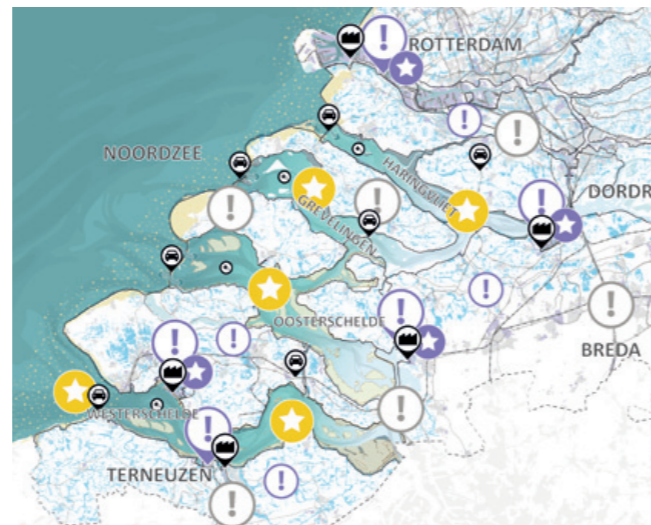 ROTTERDAM
NOORDZEE
HARINGVLIET
DORDR
GREVELINGEN
OOSTERSCHELDE
BREDA
WESTERSCHELDE
TERNEUZEN